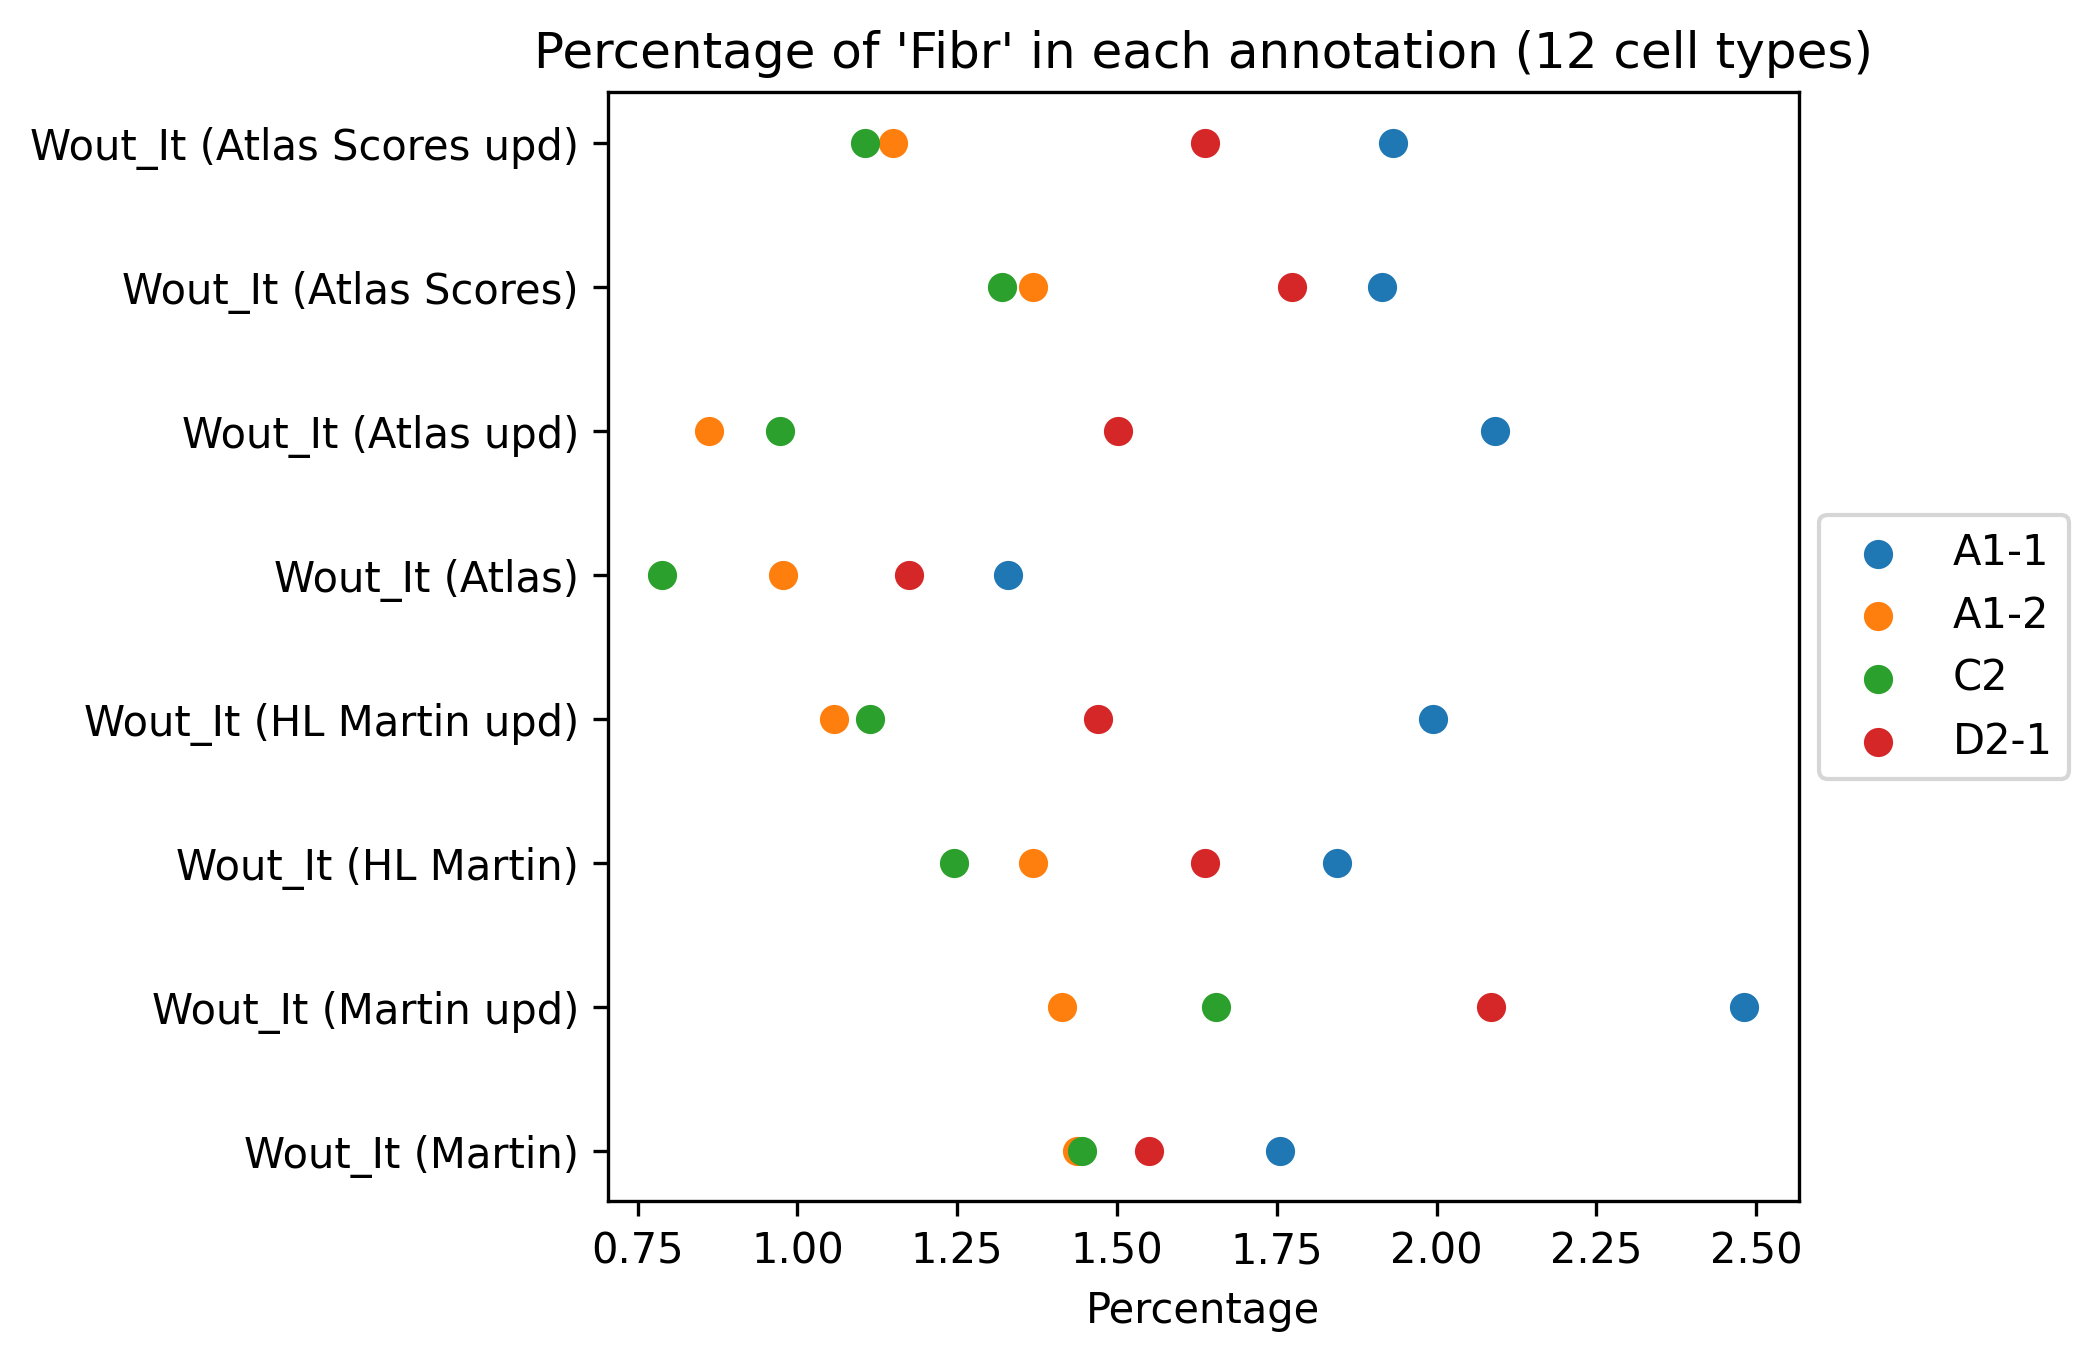 Percentage of 'Fibr' in each annotation (12 cell types)
Wout_It (Atlas Scores upd)
Wout_It (Atlas Scores)
Wout_It (Atlas upd)
Wout_It (Atlas)
Wout_It (HL Martin upd)
Wout_It (HL Martin)
Wout_It (Martin upd)
Wout_It (Martin)
A1-1
A1-2
C2
D2-1
0.75 1.00 1.25 1.50 1.75 2.00 2.25 2.50
Percentage